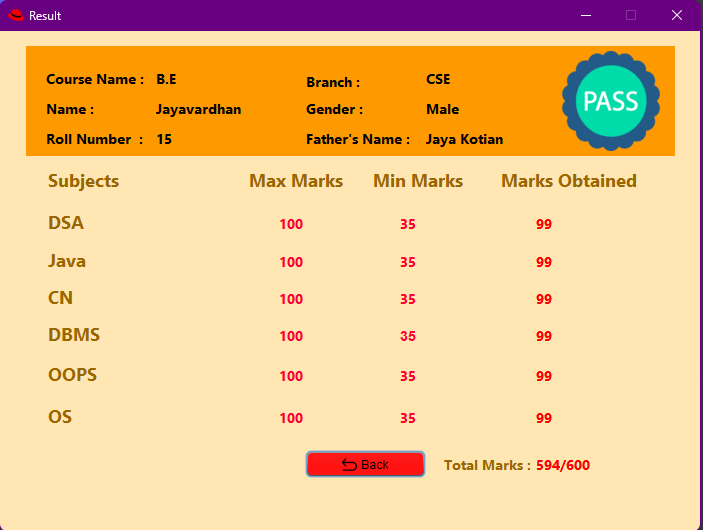 Result
Course Name : B.E Branch : CSE
Name : Jayavardhan Gender : Male
Roll Number : 15 Father's Name : Jaya Kotian
PASS
Subjects Max Marks Min Marks Marks Obtained
DSA 100 35 99
Java 100 35 99
CN 100 35 99
DBMS 100 35 99
OOPS 100 35 99
OS 100 35 99
Back Total Marks : 594/600